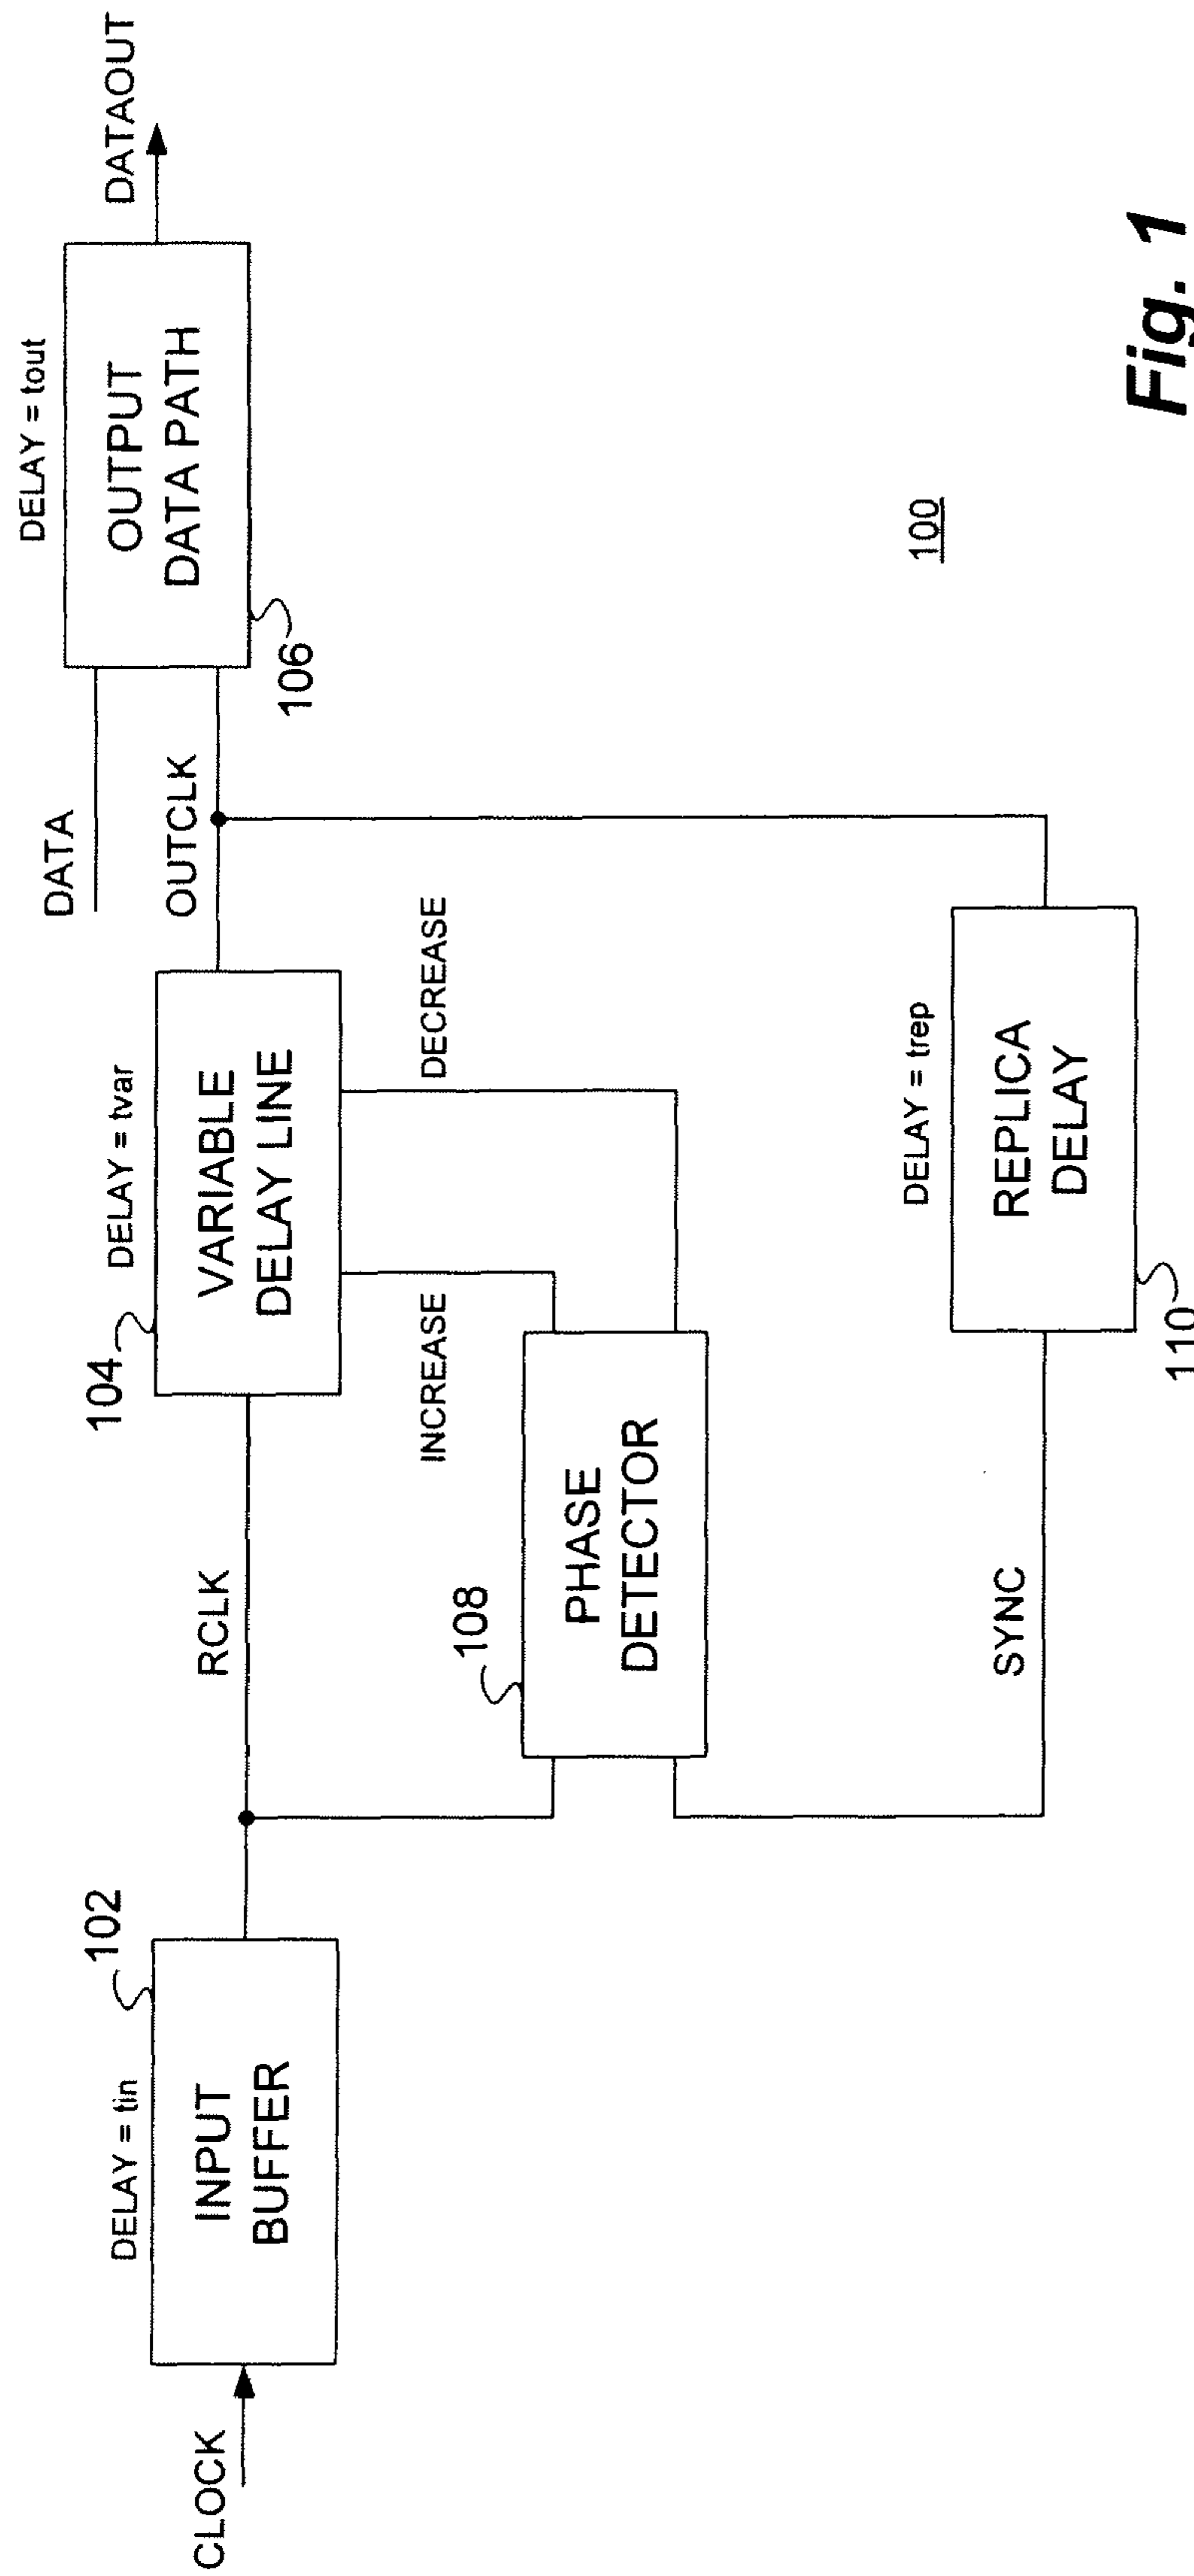 CLOCK
DELAY = tin
102
INPUT
BUFFER
RCLK
DELAY = tvar
104
VARIABLE
DELAY LINE
INCREASE
DECREASE
108
PHASE
DETECTOR
SYNC
DELAY = trep
REPLICA
DELAY
110
DATA
OUTCLK
DELAY = tout
OUTPUT
DATA PATH
106
DATAOUT
100
Fig. 1